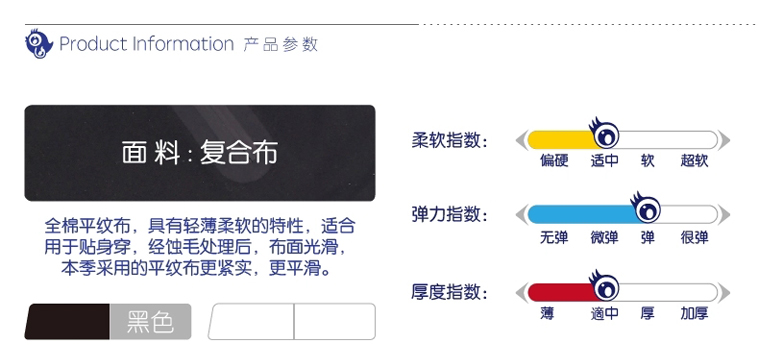 Product Information 产品参数
面料:复合布
全棉平纹布，具有轻薄柔软的特性，适合
用于贴身穿，经蚀毛处理后，布面光滑，
本季采用的平纹布更紧实，更平滑。
黑色
柔软指数:
偏硬 适中 软 超软
弹力指数:
无弹 微弹 弹 很弹
厚度指数:
薄 適中 厚 加厚